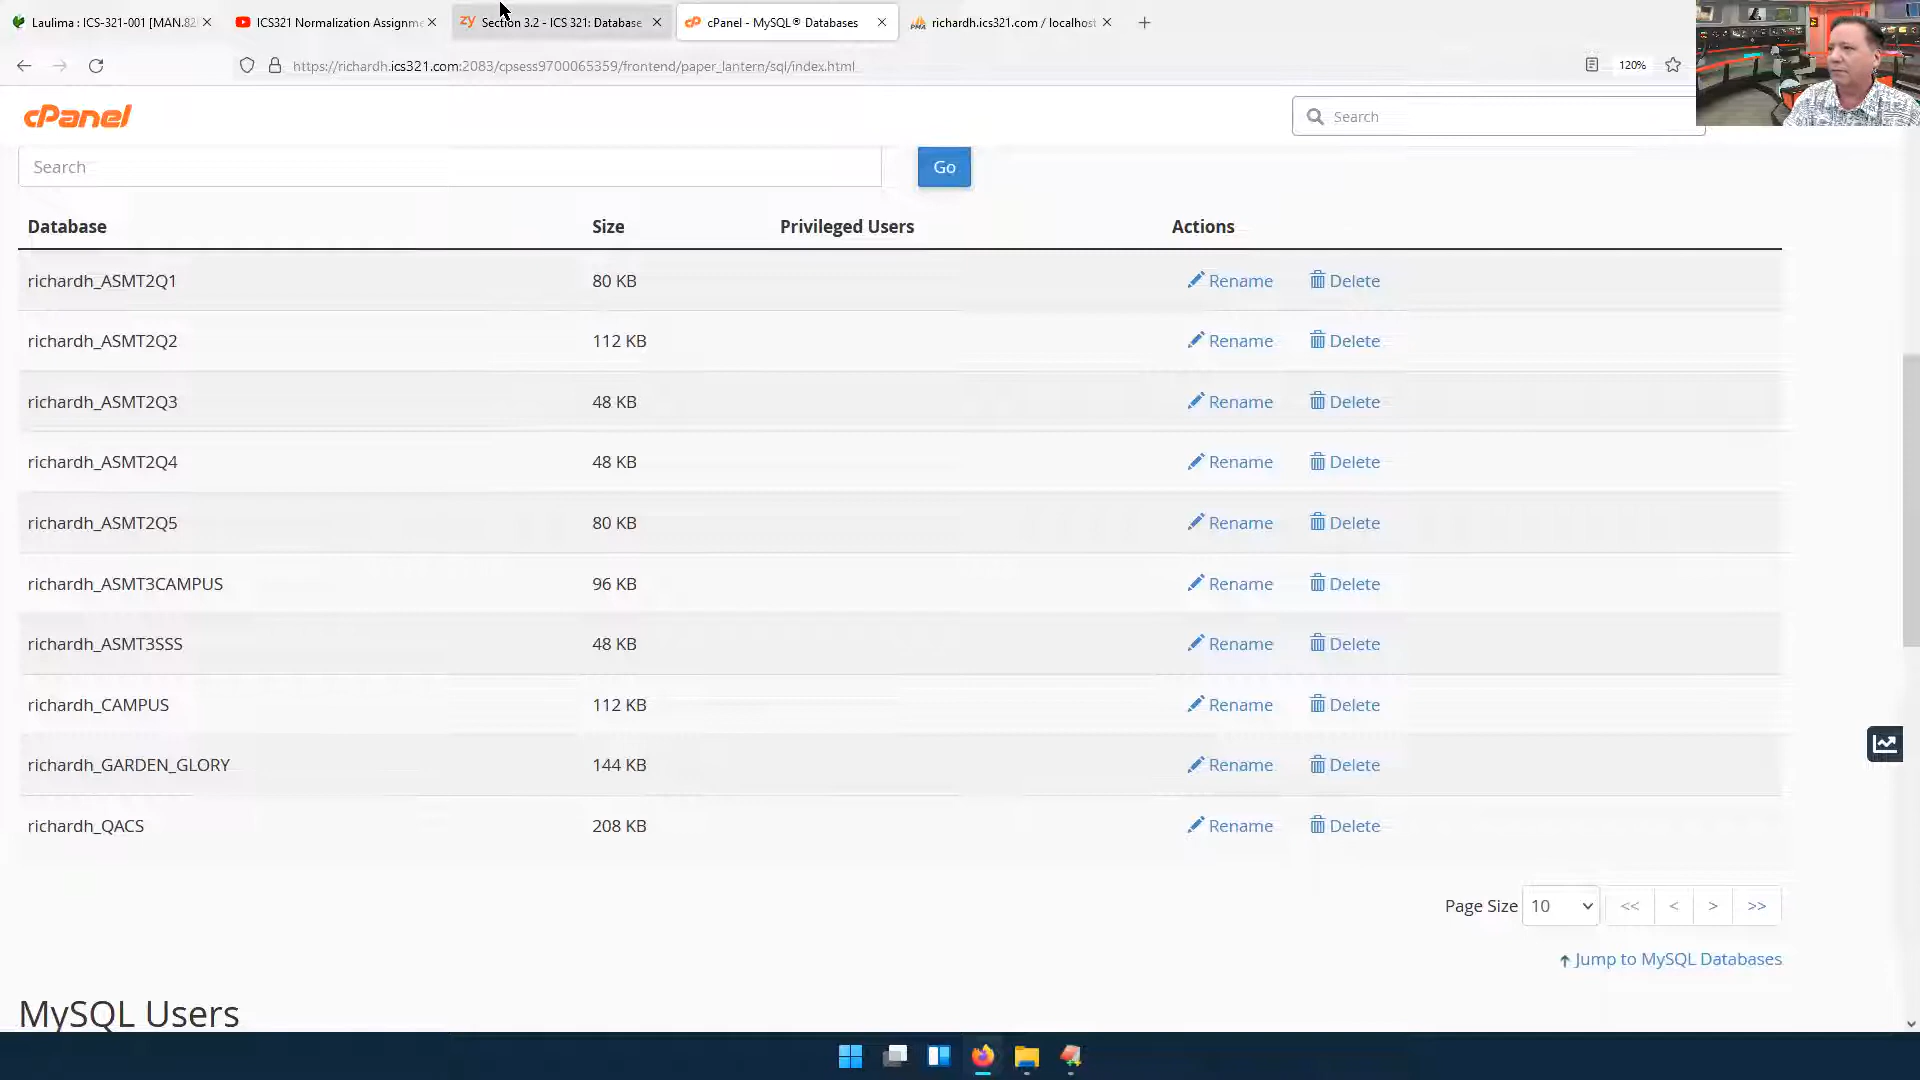 Laulima : ICS-321-001 [MAN.82
ICS321 Normalization Assignme
zy Section 3.2 - ICS 321: Database
cP cPanel - MySQL® Databases
PMA richardh.ics321.com / localhost
https://richardh.ics321.com:2083/cpsess9700065359/frontend/paper_lantern/sql/index.html
120%
cPanel
Search
Search
Go
Database Size Privileged Users Actions
richardh_ASMT2Q1 80 KB Rename Delete
richardh_ASMT2Q2 112 KB Rename Delete
richardh_ASMT2Q3 48 KB Rename Delete
richardh_ASMT2Q4 48 KB Rename Delete
richardh_ASMT2Q5 80 KB Rename Delete
richardh_ASMT3CAMPUS 96 KB Rename Delete
richardh_ASMT3SSS 48 KB Rename Delete
richardh_CAMPUS 112 KB Rename Delete
richardh_GARDEN_GLORY 144 KB Rename Delete
richardh_QACS 208 KB Rename Delete
Page Size 10 << < > >>
Jump to MySQL Databases
MySQL Users